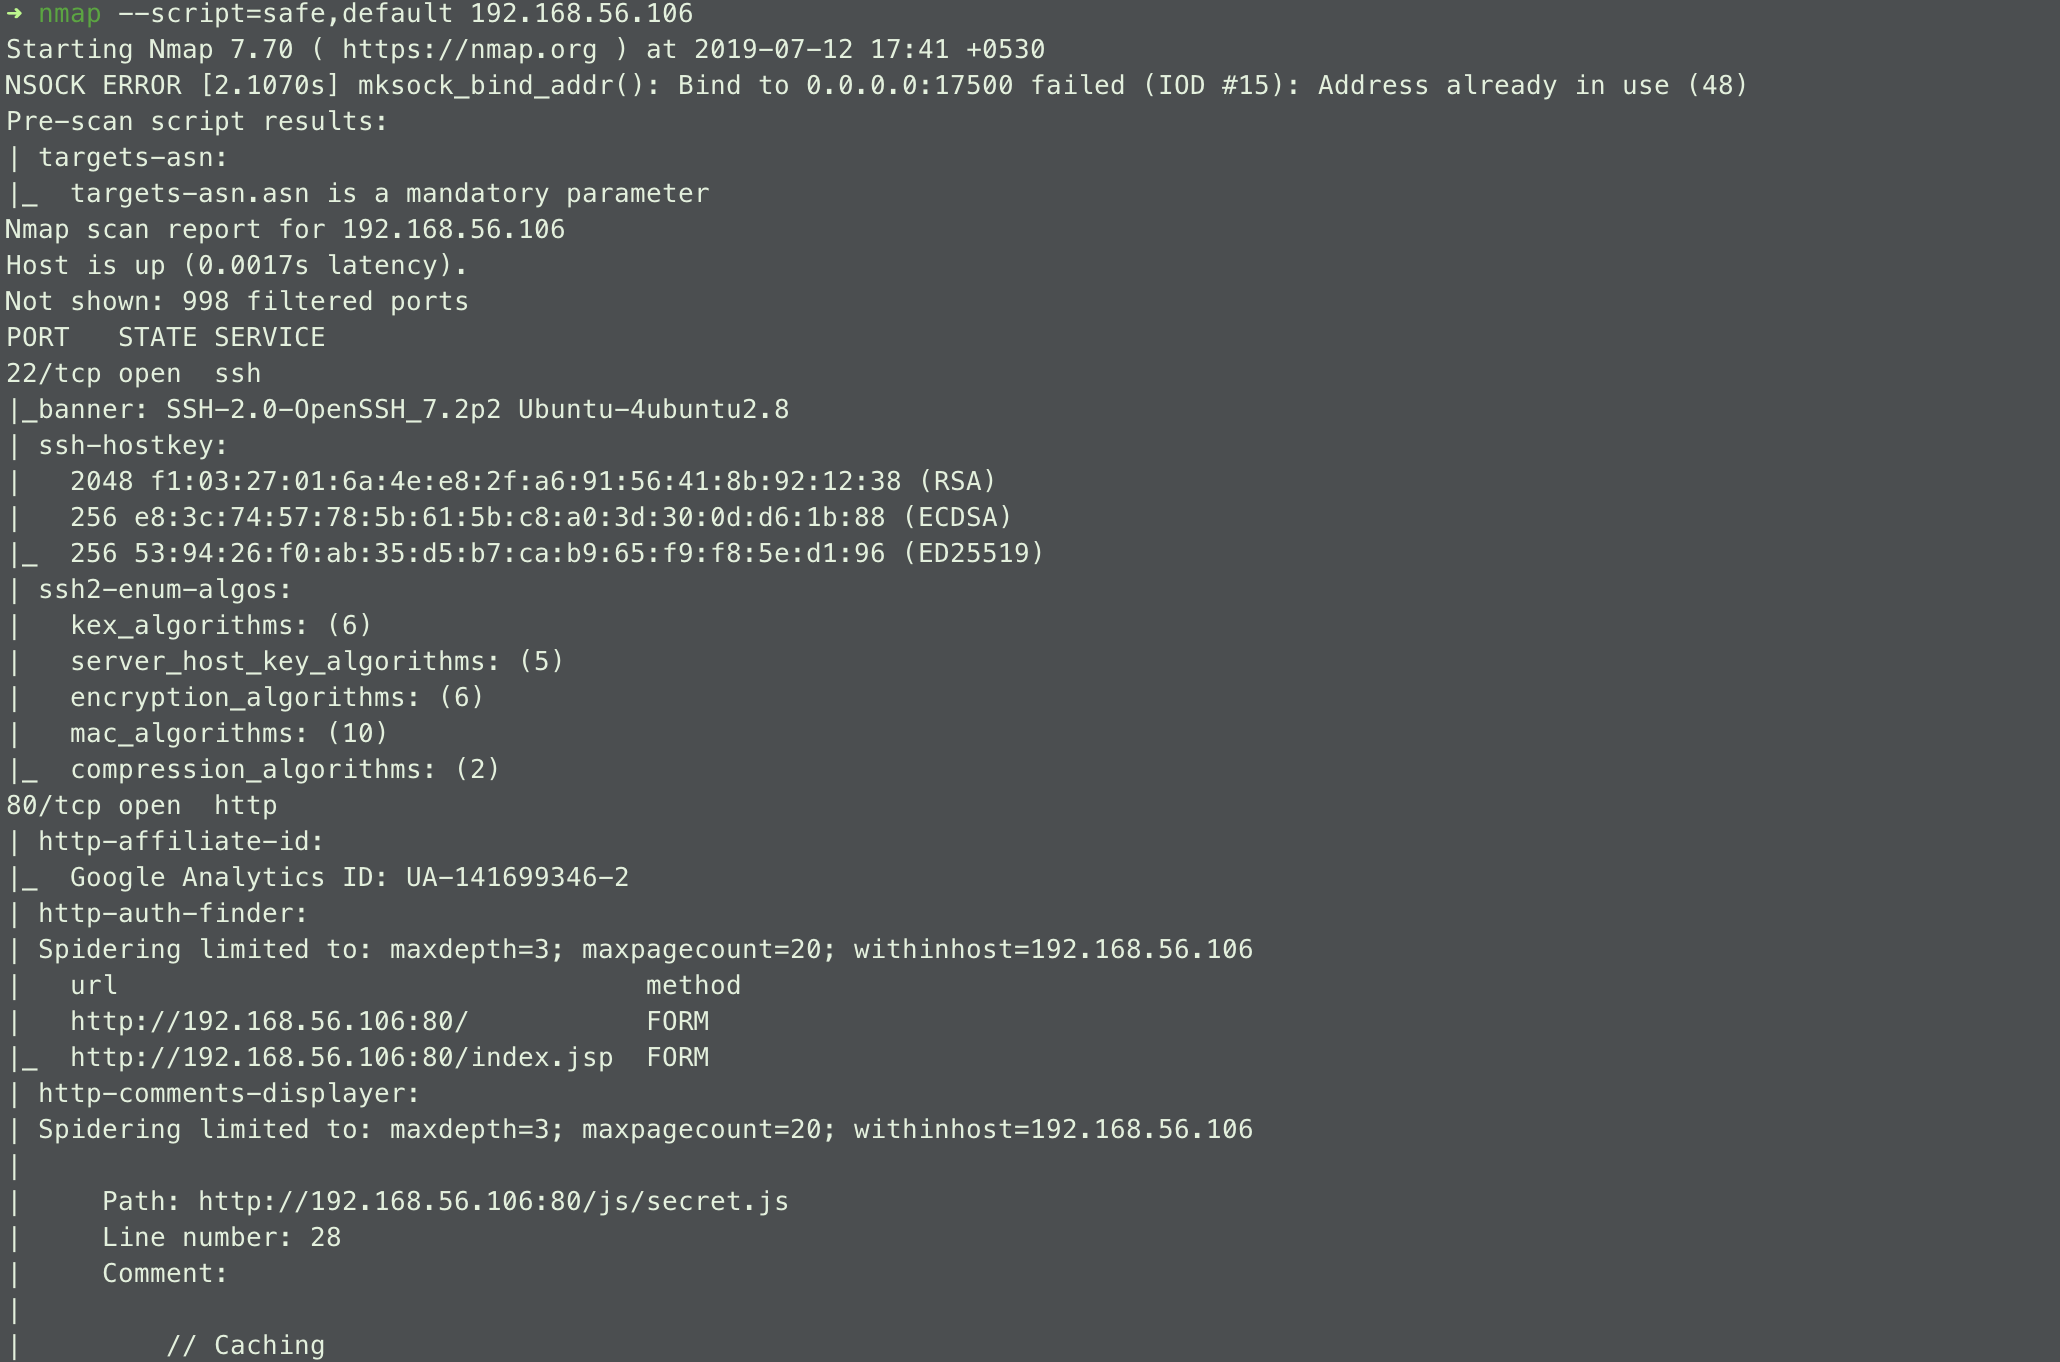 ➜ nmap --script=safe,default 192.168.56.106
Starting Nmap 7.70 ( https://nmap.org ) at 2019-07-12 17:41 +0530
NSOCK ERROR [2.1070s] mksock_bind_addr(): Bind to 0.0.0.0:17500 failed (IOD #15): Address already in use (48)
Pre-scan script results:
| targets-asn:
|_  targets-asn.asn is a mandatory parameter
Nmap scan report for 192.168.56.106
Host is up (0.0017s latency).
Not shown: 998 filtered ports
PORT   STATE SERVICE
22/tcp open  ssh
|_banner: SSH-2.0-OpenSSH_7.2p2 Ubuntu-4ubuntu2.8
| ssh-hostkey:
|   2048 f1:03:27:01:6a:4e:e8:2f:a6:91:56:41:8b:92:12:38 (RSA)
|   256 e8:3c:74:57:78:5b:61:5b:c8:a0:3d:30:0d:d6:1b:88 (ECDSA)
|_  256 53:94:26:f0:ab:35:d5:b7:ca:b9:65:f9:f8:5e:d1:96 (ED25519)
| ssh2-enum-algos:
|   kex_algorithms: (6)
|   server_host_key_algorithms: (5)
|   encryption_algorithms: (6)
|   mac_algorithms: (10)
|_  compression_algorithms: (2)
80/tcp open  http
| http-affiliate-id:
|_  Google Analytics ID: UA-141699346-2
| http-auth-finder:
| Spidering limited to: maxdepth=3; maxpagecount=20; withinhost=192.168.56.106
|   url                                 method
|   http://192.168.56.106:80/           FORM
|_  http://192.168.56.106:80/index.jsp  FORM
| http-comments-displayer:
| Spidering limited to: maxdepth=3; maxpagecount=20; withinhost=192.168.56.106
|
|     Path: http://192.168.56.106:80/js/secret.js
|     Line number: 28
|     Comment:
|
|         // Caching